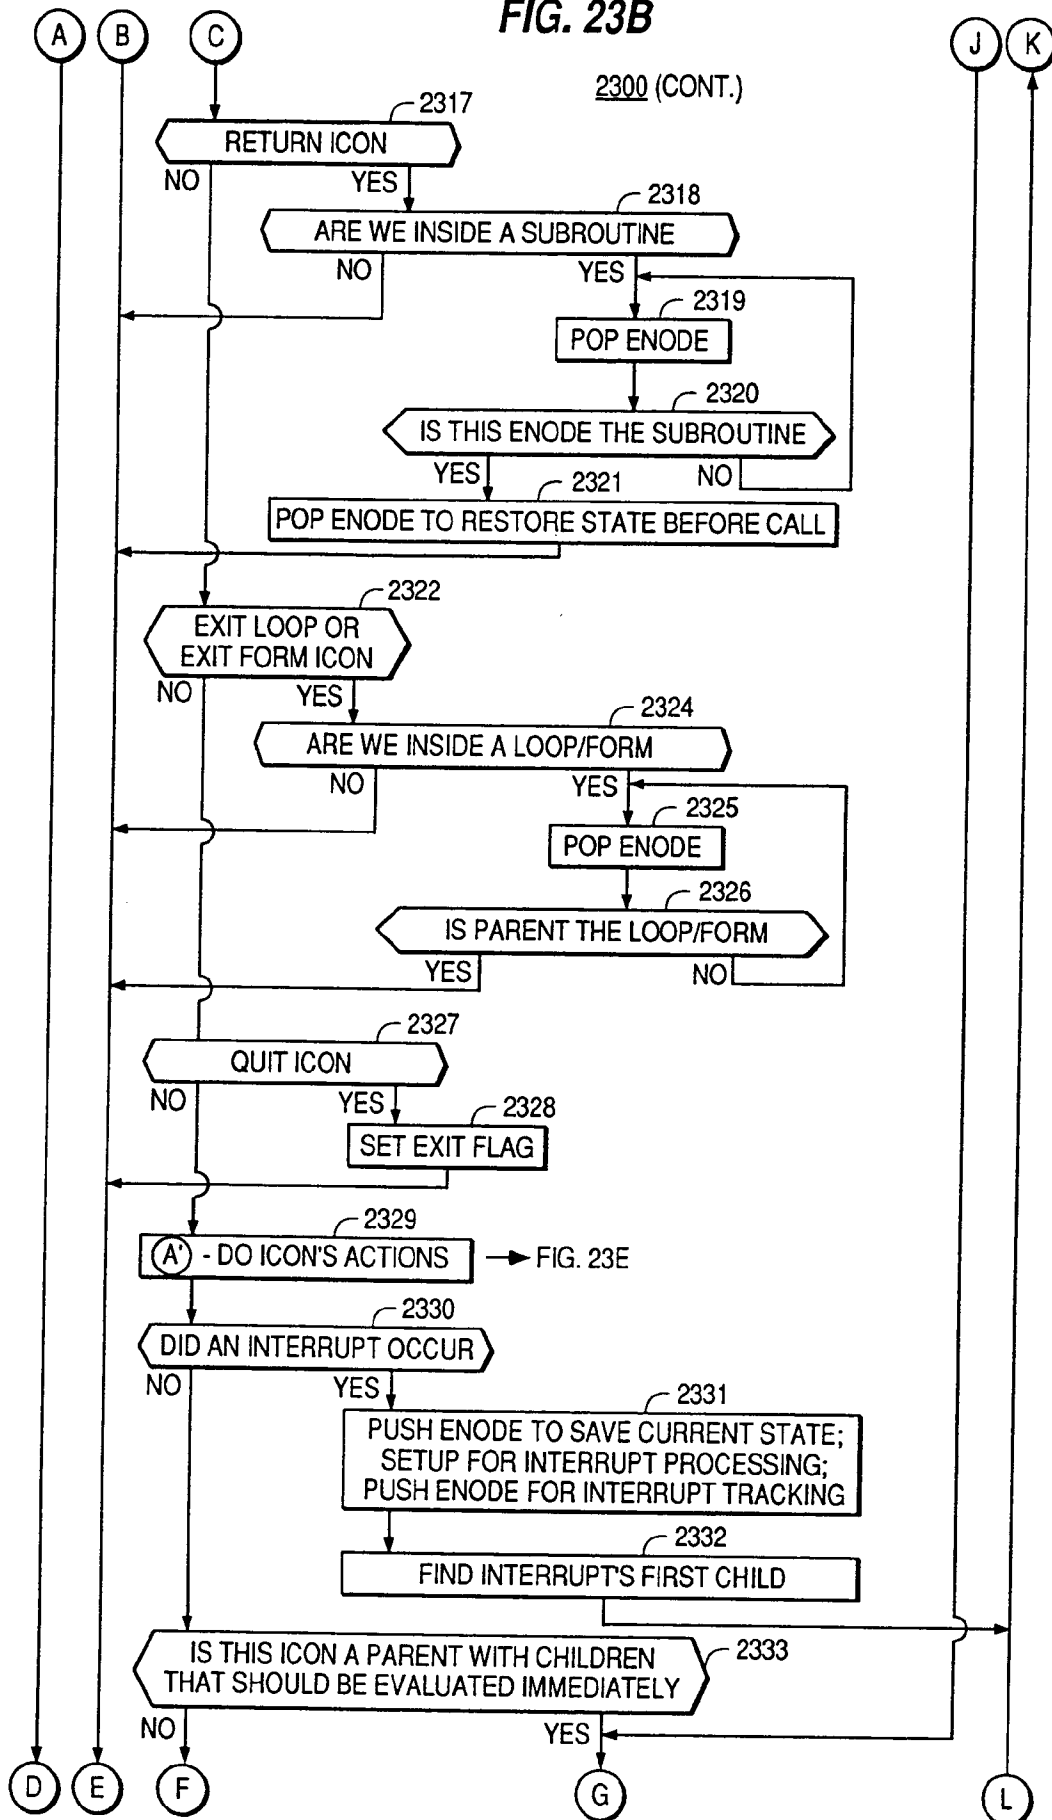 FIG. 23B
A B C J K
2300 (CONT.)
2317
RETURN ICON
NO YES
2318
ARE WE INSIDE A SUBROUTINE
NO YES
2319
POP ENODE
2320
IS THIS ENODE THE SUBROUTINE
YES NO
2321
POP ENODE TO RESTORE STATE BEFORE CALL
2322
EXIT LOOP OR
EXIT FORM ICON
NO YES
2324
ARE WE INSIDE A LOOP/FORM
NO YES
2325
POP ENODE
2326
IS PARENT THE LOOP/FORM
YES NO
2327
QUIT ICON
NO YES
2328
SET EXIT FLAG
2329
A' - DO ICON'S ACTIONS FIG. 23E
2330
DID AN INTERRUPT OCCUR
NO YES
2331
PUSH ENODE TO SAVE CURRENT STATE;
SETUP FOR INTERRUPT PROCESSING;
PUSH ENODE FOR INTERRUPT TRACKING
2332
FIND INTERRUPT'S FIRST CHILD
2333
IS THIS ICON A PARENT WITH CHILDREN
THAT SHOULD BE EVALUATED IMMEDIATELY
NO YES
D E F G L